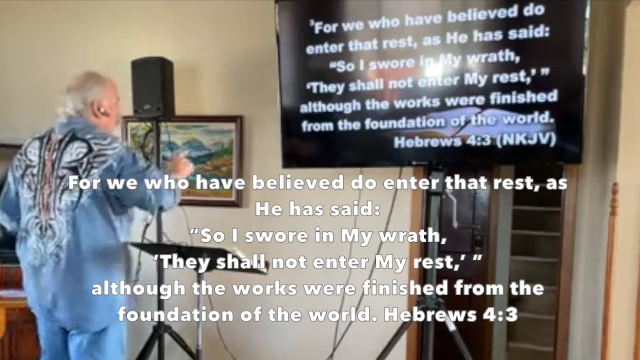 ³For we who have believed do
enter that rest, as He has said:
“So I swore in My wrath,
‘They shall not enter My rest,’ ”
although the works were finished
from the foundation of the world.
Hebrews 4:3 (NKJV)
For we who have believed do enter that rest, as
He has said:
“So I swore in My wrath,
‘They shall not enter My rest,’ ”
although the works were finished from the
foundation of the world. Hebrews 4:3